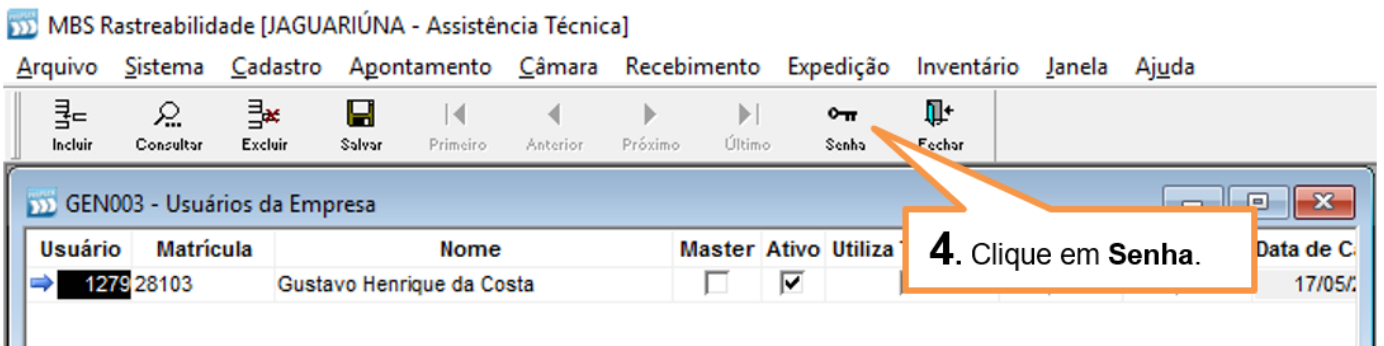 MBS Rastreabilidade [JAGUARIÚNA - Assistência Técnica]
Arquivo Sistema Cadastro Apontamento Câmara Recebimento Expedição Inventário Janela Ajuda
Incluir Consultar Excluir Salvar Primeiro Anterior Próximo Último Senha Fechar
GEN003 - Usuários da Empresa
Usuário Matrícula Nome Master Ativo Utiliza Data de C
1279 28103 Gustavo Henrique da Costa 17/05/
4. Clique em Senha.